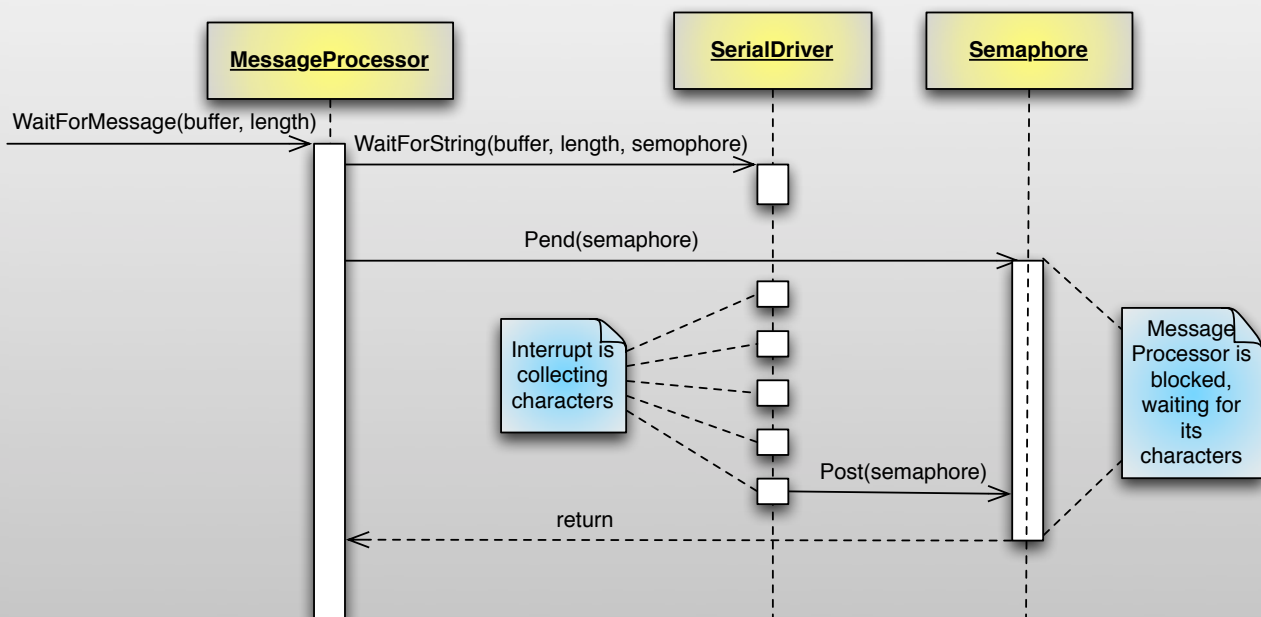 MessageProcessor
SerialDriver
Semaphore
WaitForMessage(buffer, length)
WaitForString(buffer, length, semophore)
Pend(semaphore)
Interrupt is
collecting
characters
Message
Processor is
blocked,
waiting for
its
characters
Post(semaphore)
return